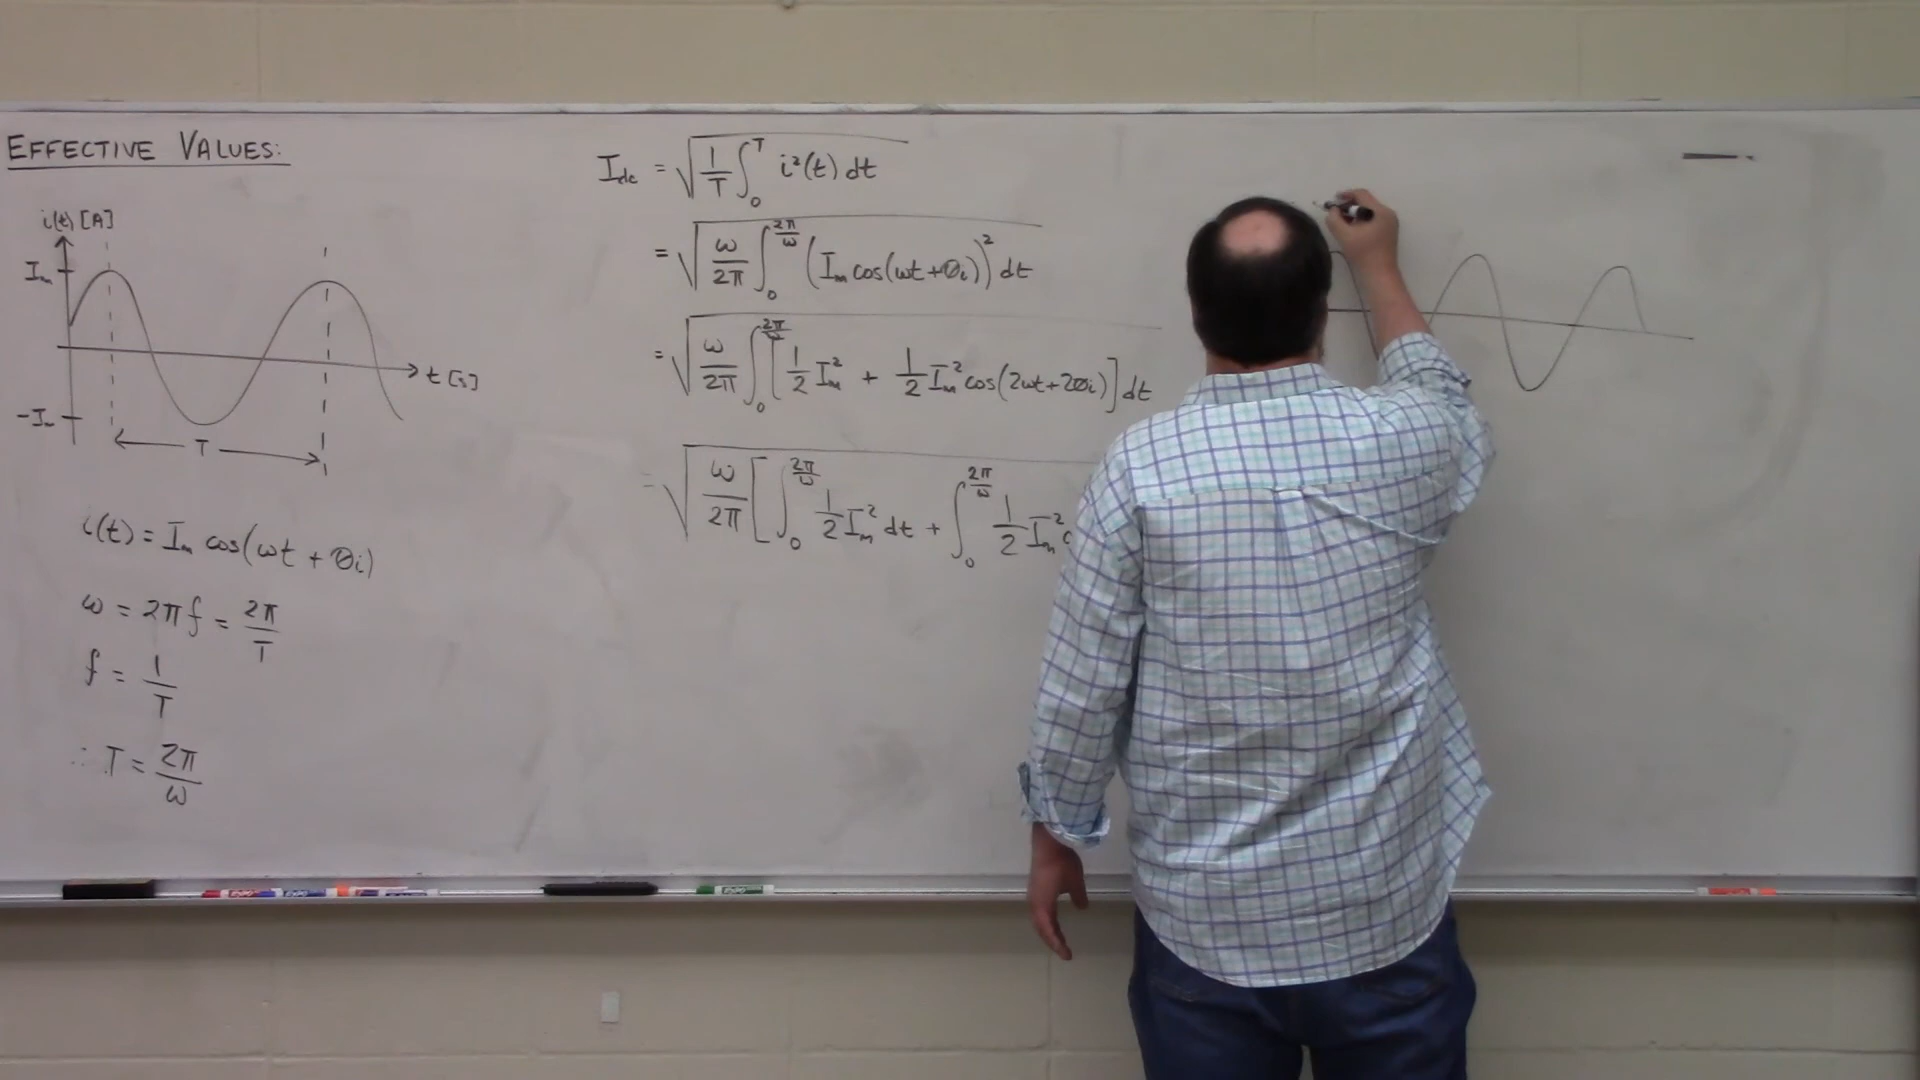 EFFECTIVE VALUES:
i(t) [A]
Im
-Im
t [s]
T
i(t) = Im cos(ωt + θi)
ω = 2πf = 2π/T
f = 1/T
∴ T = 2π/ω
Idc = √(1/T ∫₀^T i²(t) dt)
= √(ω/2π ∫₀^(2π/ω) (Im cos(ωt+θi))² dt)
= √(ω/2π ∫₀^(2π/ω) [1/2 Im² + 1/2 Im² cos(2ωt+2θi)] dt)
= √(ω/2π [∫₀^(2π/ω) 1/2 Im² dt + ∫₀^(2π/ω) 1/2 Im² c